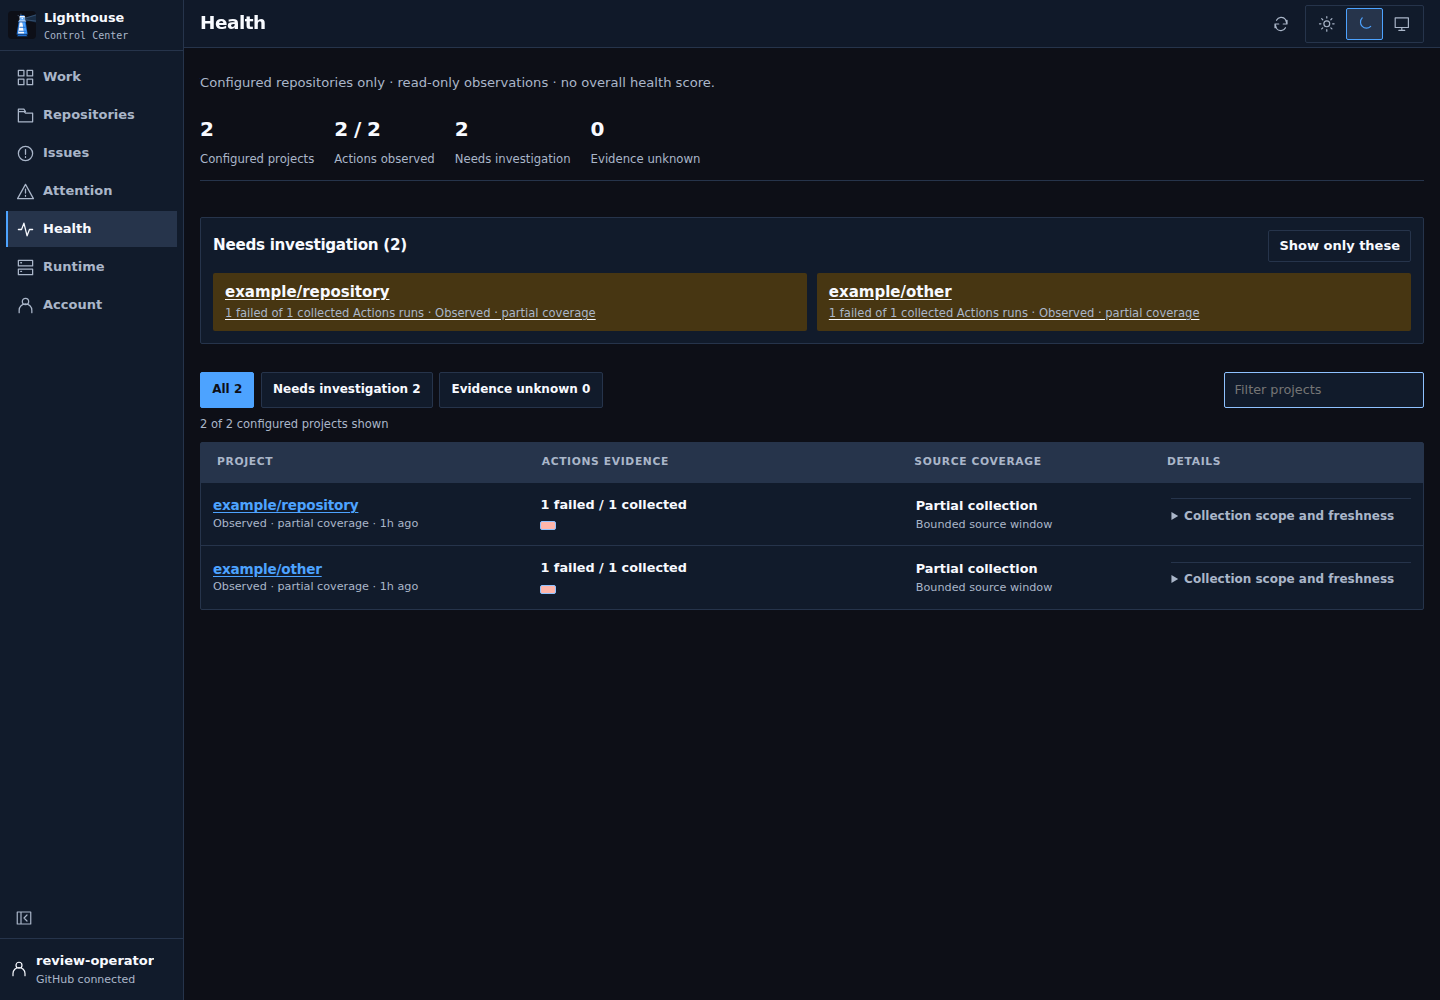 Lighthouse
Control Center
Work
Repositories
Issues
Attention
Health
Runtime
Account
review-operator
GitHub connected
Health
Configured repositories only · read-only observations · no overall health score.
2
Configured projects
2 / 2
Actions observed
2
Needs investigation
0
Evidence unknown
Needs investigation (2)
Show only these
example/repository
1 failed of 1 collected Actions runs · Observed · partial coverage
example/other
1 failed of 1 collected Actions runs · Observed · partial coverage
All 2
Needs investigation 2
Evidence unknown 0
Filter projects
2 of 2 configured projects shown
PROJECT ACTIONS EVIDENCE SOURCE COVERAGE DETAILS
example/repository
Observed · partial coverage · 1h ago
1 failed / 1 collected
Partial collection
Bounded source window
Collection scope and freshness
example/other
Observed · partial coverage · 1h ago
1 failed / 1 collected
Partial collection
Bounded source window
Collection scope and freshness